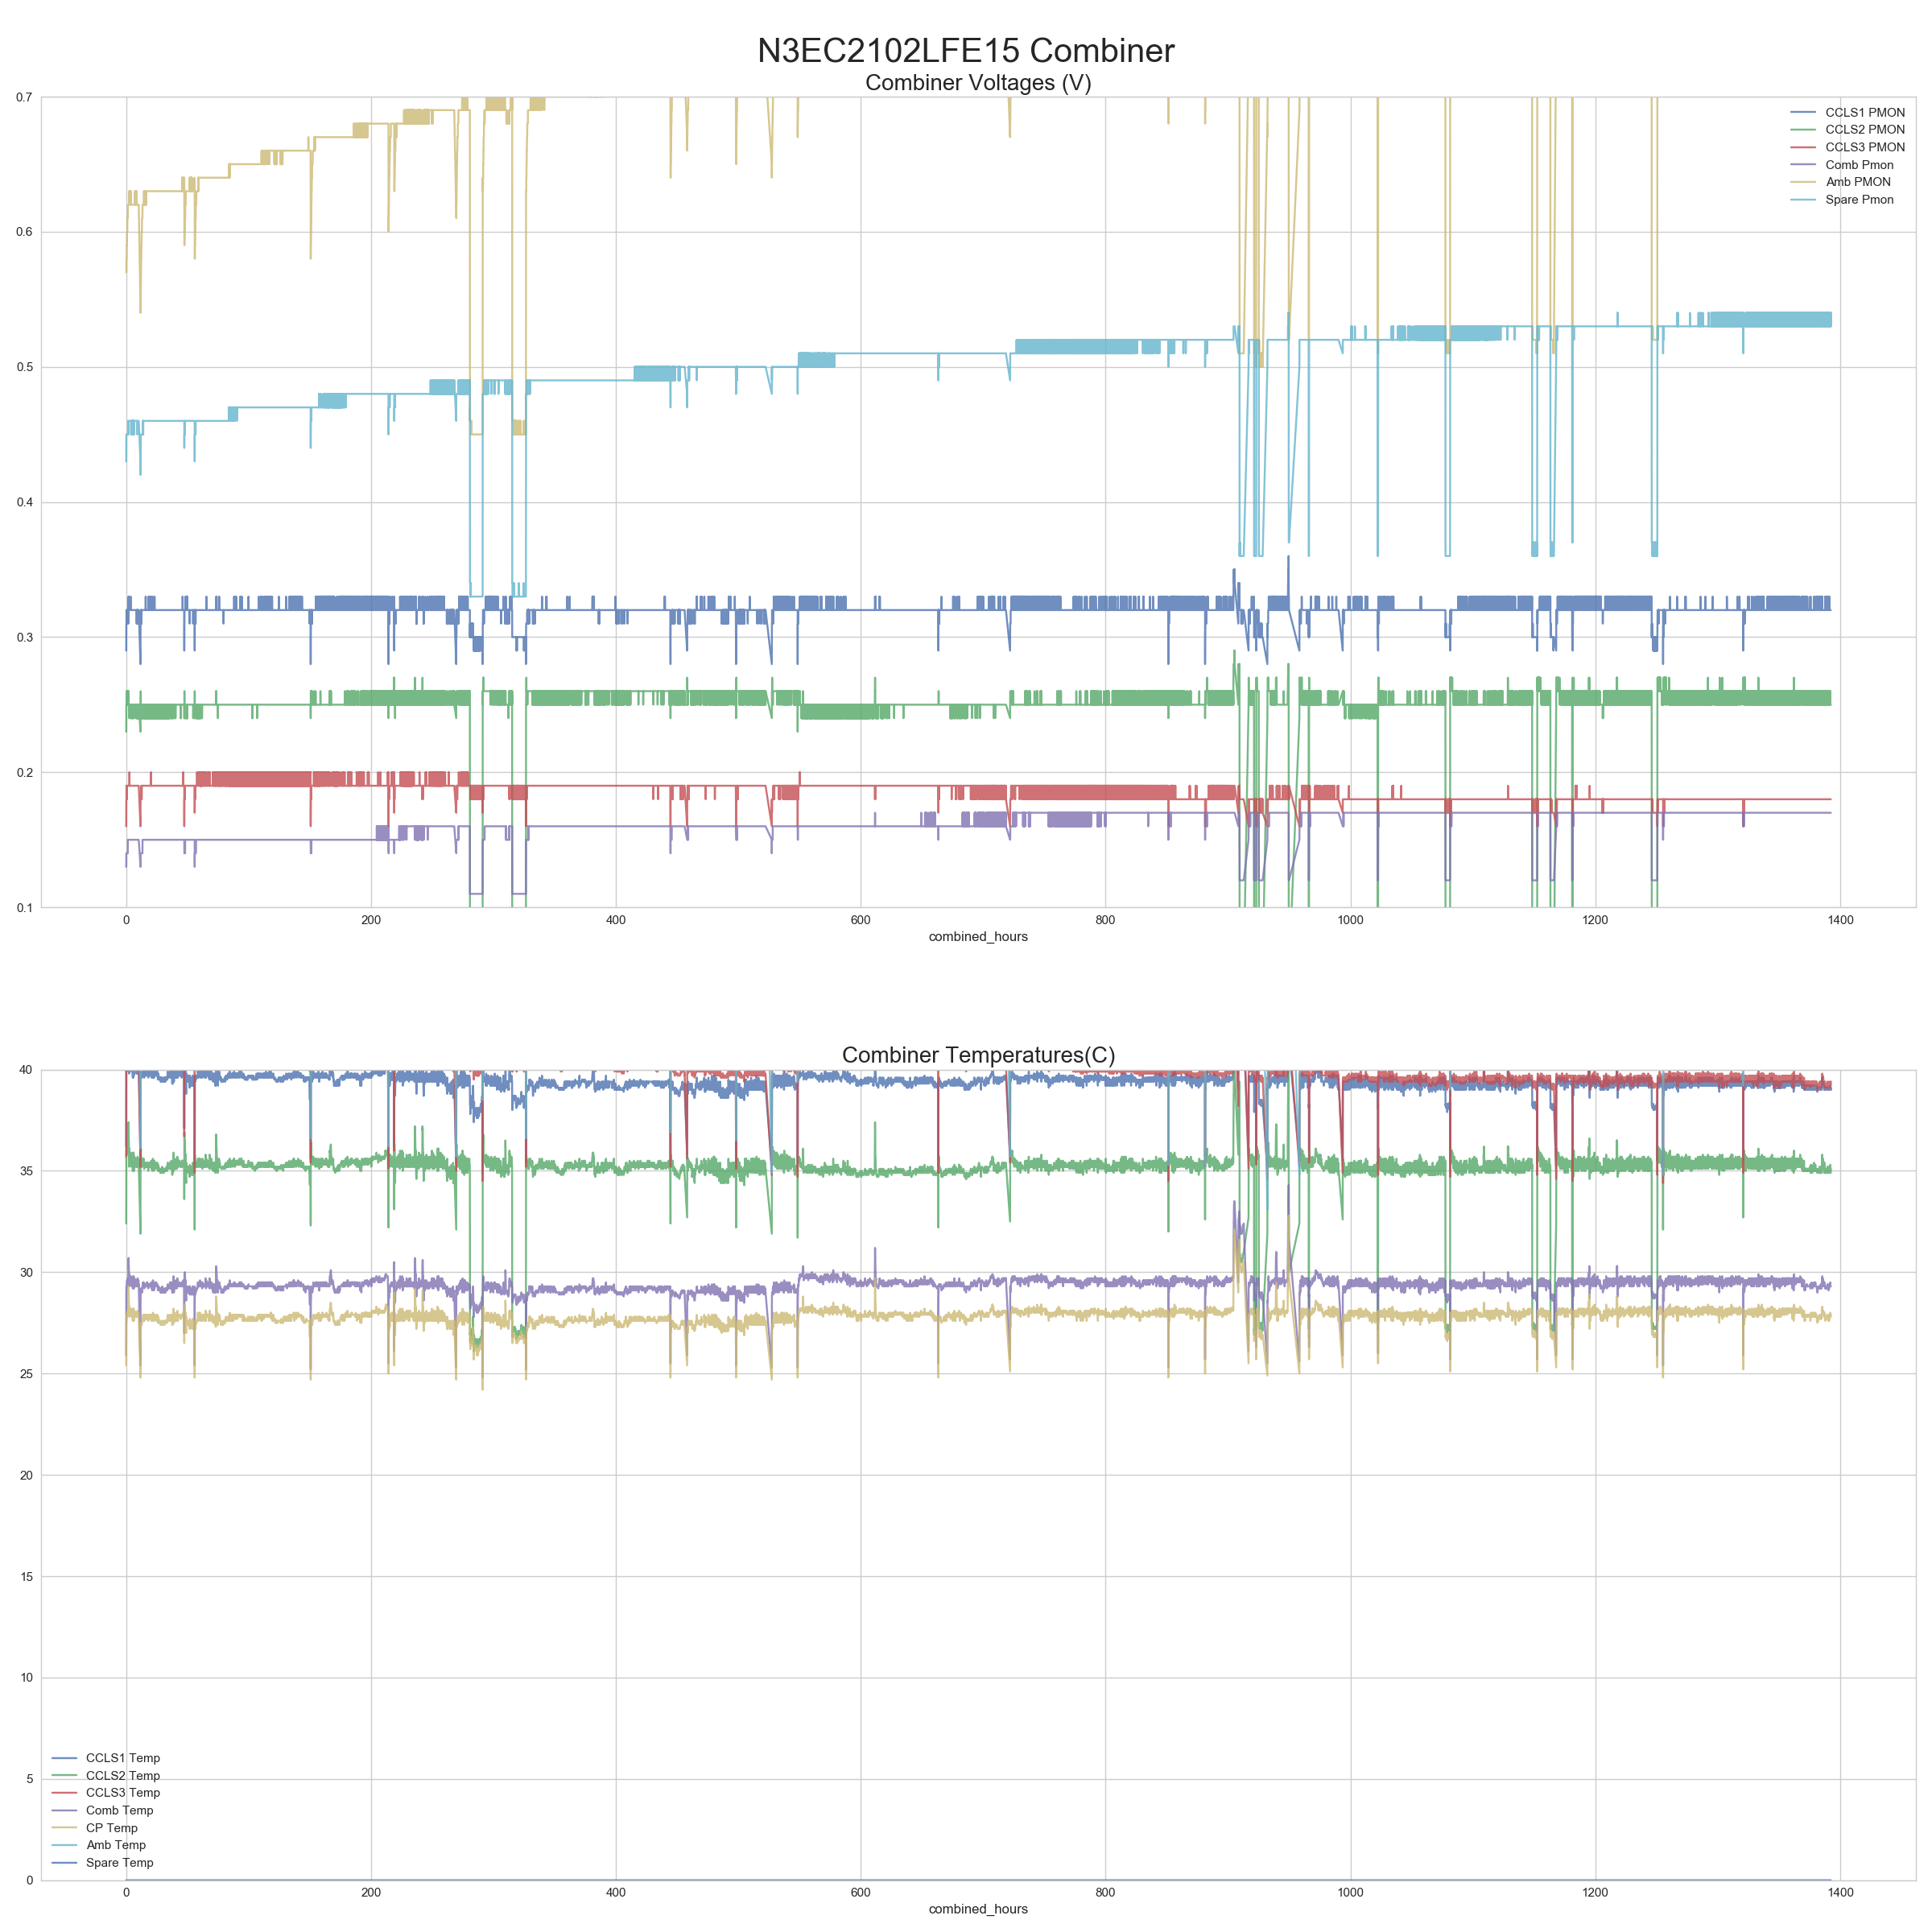 N3EC2102LFE15 Combiner
Combiner Voltages (V)
0.7
0.6
0.5
0.4
0.3
0.2
0.1
CCLS1 PMON
CCLS2 PMON
CCLS3 PMON
Comb Pmon
Amb PMON
Spare Pmon
0 200 400 600 800 1000 1200 1400
combined_hours
Combiner Temperatures(C)
40
35
30
25
20
15
10
5
0
CCLS1 Temp
CCLS2 Temp
CCLS3 Temp
Comb Temp
CP Temp
Amb Temp
Spare Temp
0 200 400 600 800 1000 1200 1400
combined_hours